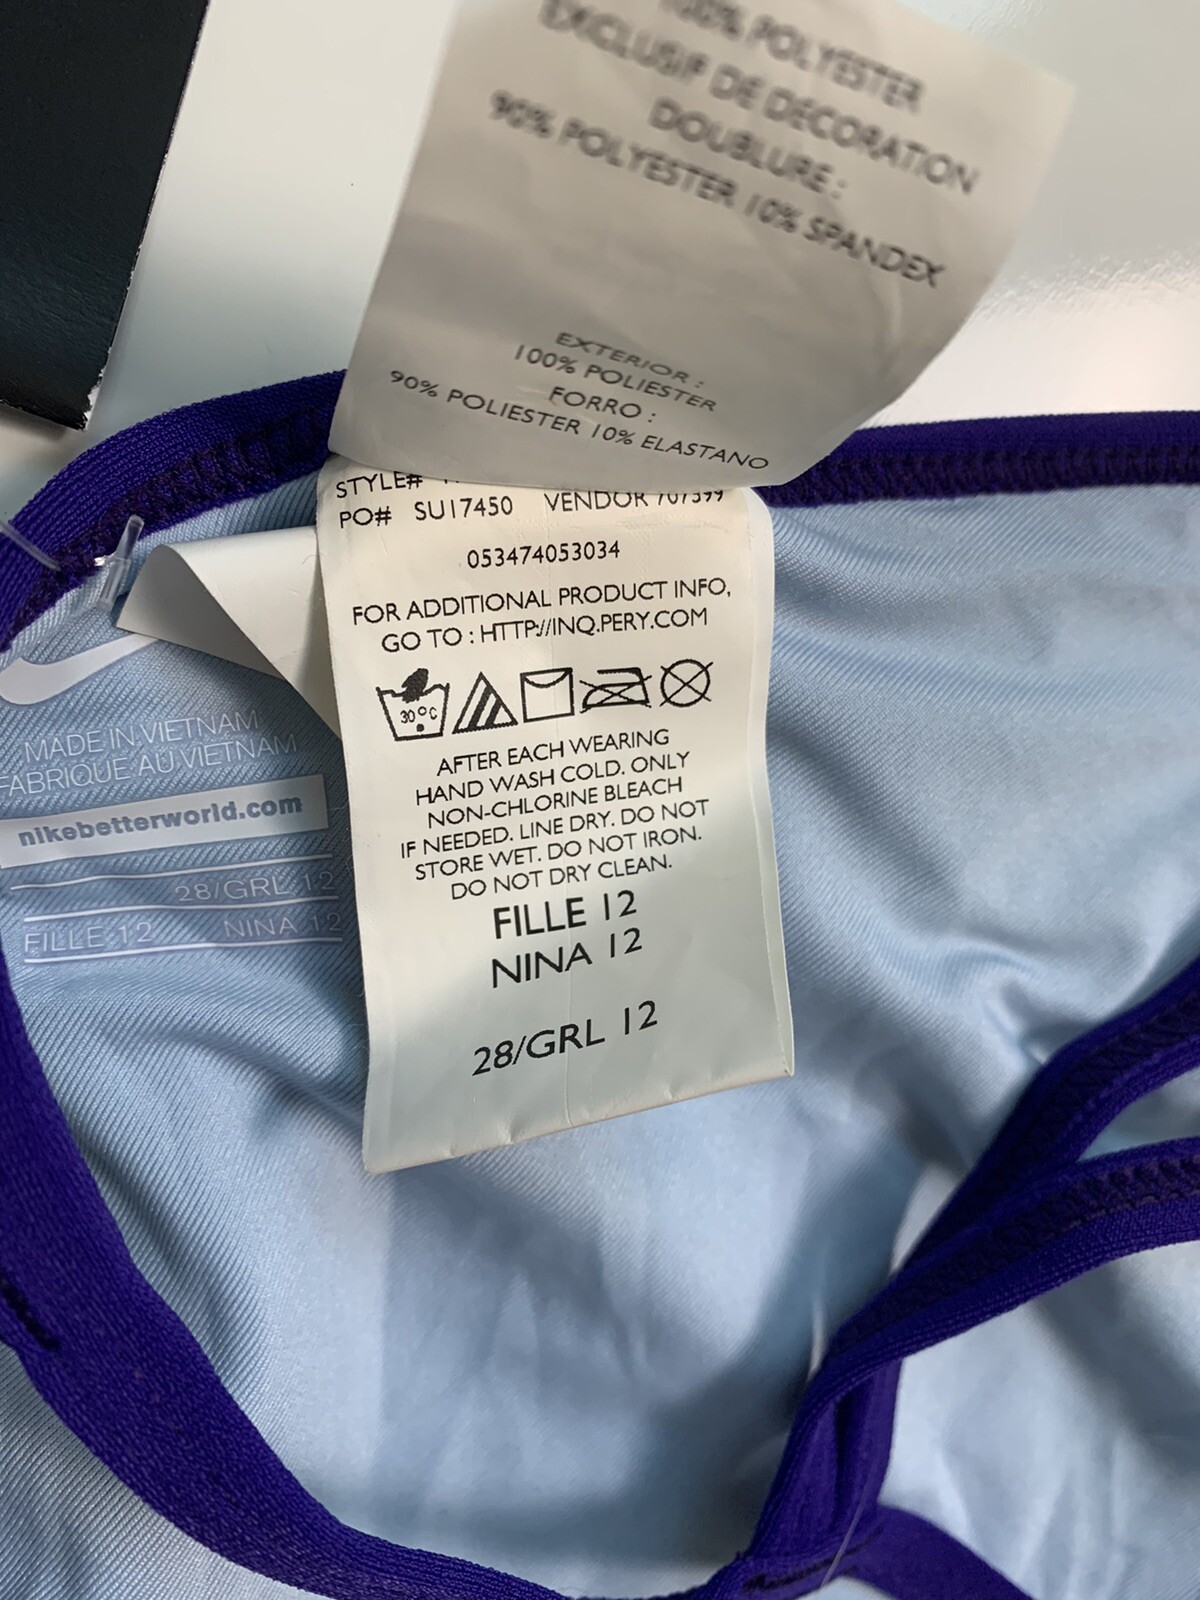 100% POLYESTER
EXCLUSIF DE DÉCORATION
DOUBLURE :
90% POLYESTER 10% SPANDEX
EXTERIOR :
100% POLIESTER
FORRO :
90% POLIESTER 10% ELASTANO
STYLE#
PO# SU17450 VENDOR 707399
053474053034
FOR ADDITIONAL PRODUCT INFO,
GO TO : HTTP://INQ.PERY.COM
30°C
AFTER EACH WEARING
HAND WASH COLD. ONLY
NON-CHLORINE BLEACH
IF NEEDED. LINE DRY. DO NOT
STORE WET. DO NOT IRON.
DO NOT DRY CLEAN.
FILLE 12
NINA 12
28/GRL 12
MADE IN VIETNAM
FABRIQUE AU VIETNAM
nikebetterworld.com
28/GRL 12
FILLE 12 NINA 12